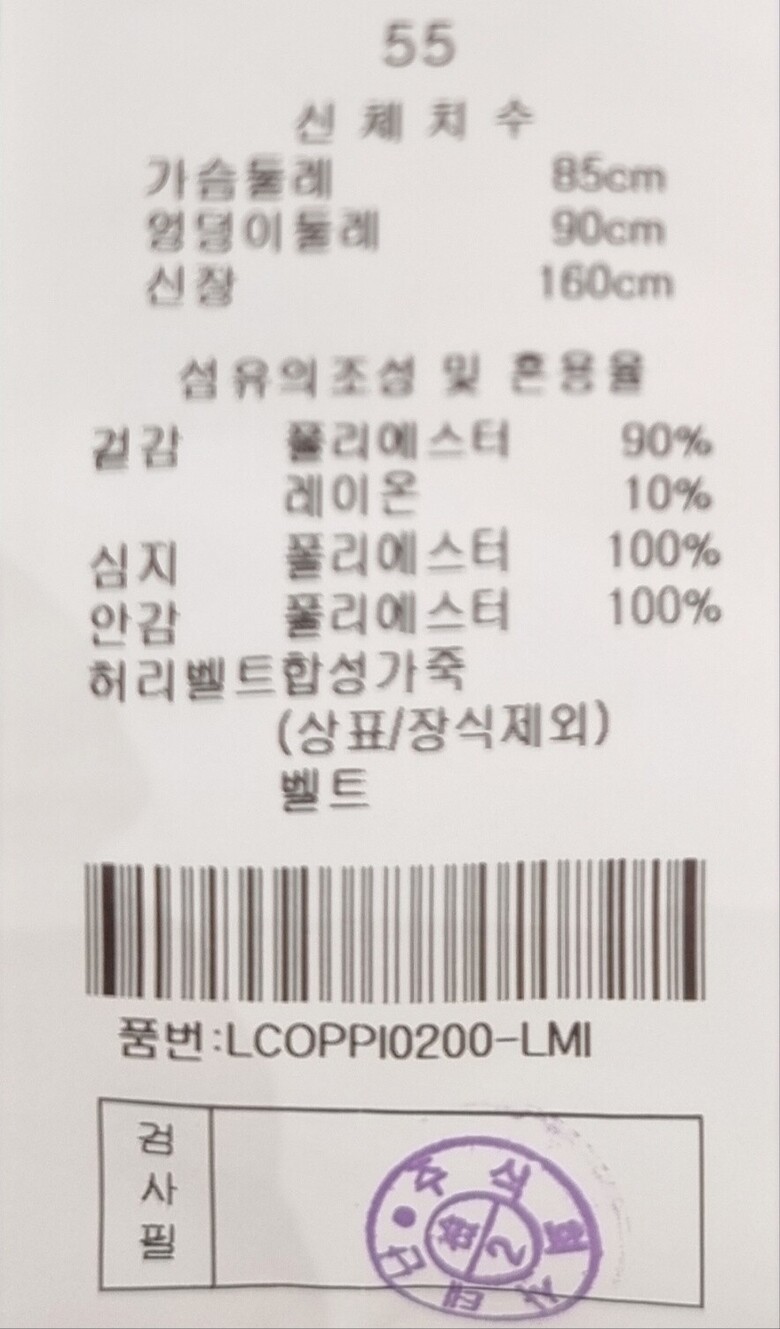 55
신체치수
가슴둘레 85cm
엉덩이둘레 90cm
신장 160cm
섬유의조성 및 혼용율
겉감 폴리에스터 90%
레이온 10%
심지 폴리에스터 100%
안감 폴리에스터 100%
허리벨트합성가죽
(상표/장식제외)
벨트
품번:LCOPPI0200-LMI
검사필